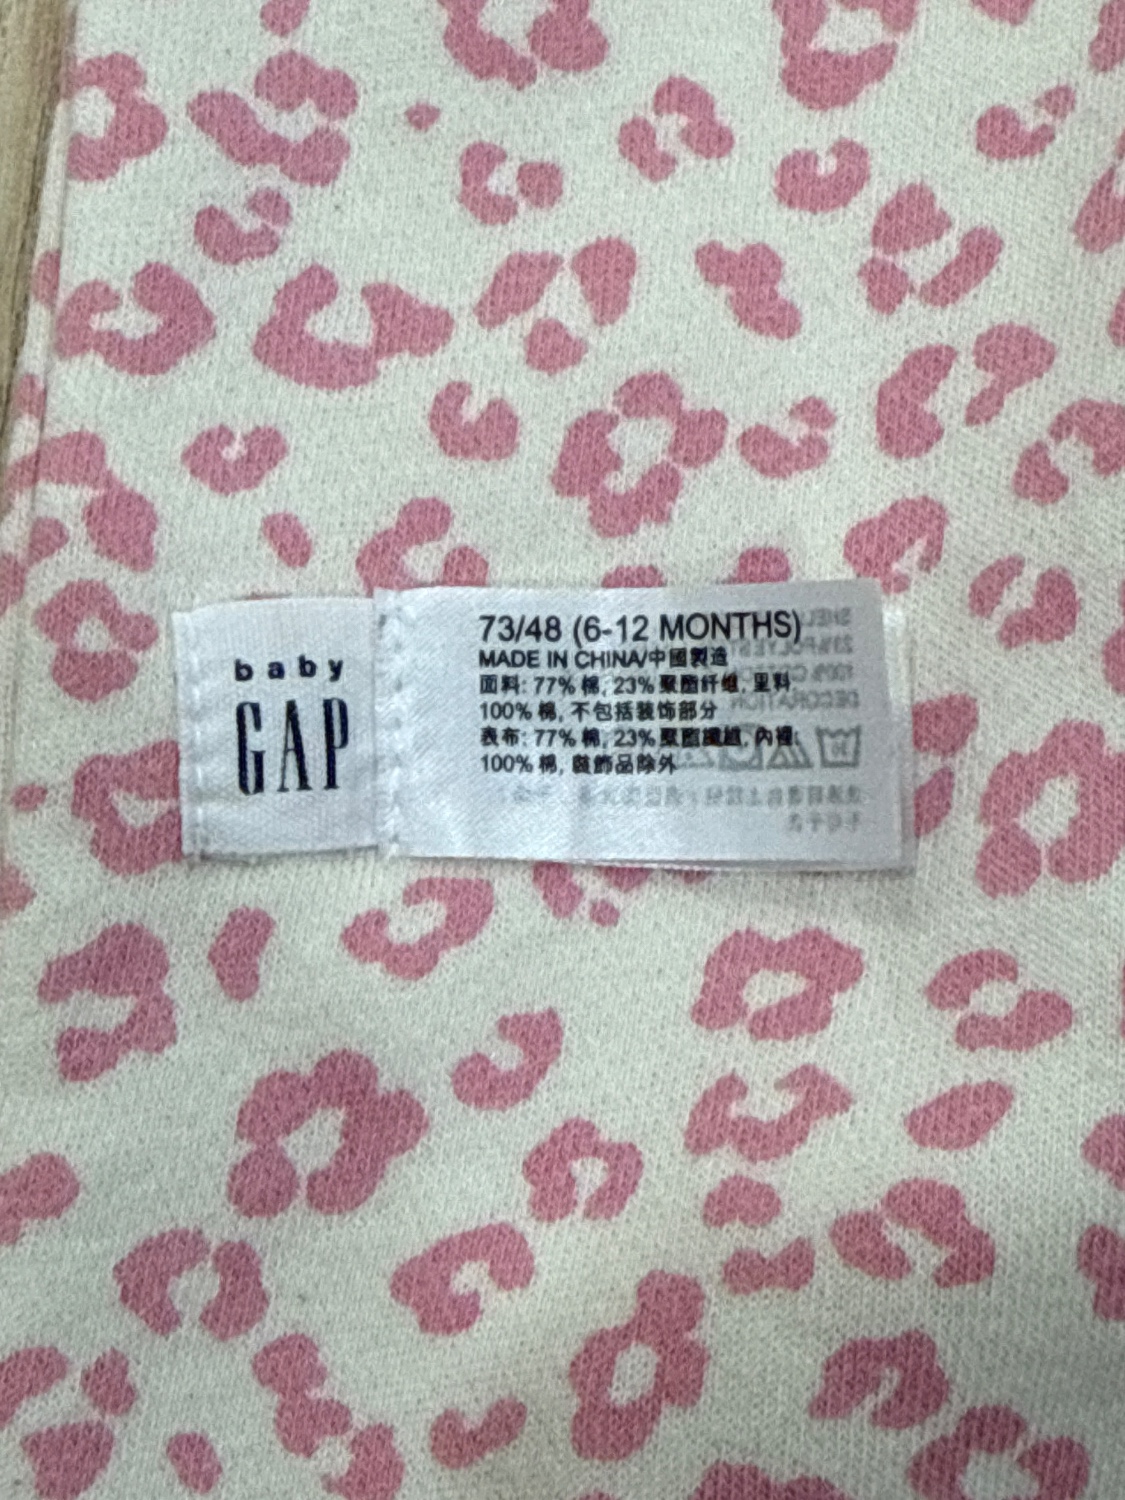 baby
GAP
73/48 (6-12 MONTHS)
MADE IN CHINA/中國製造
面料: 77% 棉, 23% 聚酯纤维, 里料
100% 棉, 不包括装饰部分
表布: 77% 棉, 23% 聚酯纖維, 內裡:
100% 棉, 裝飾品除外